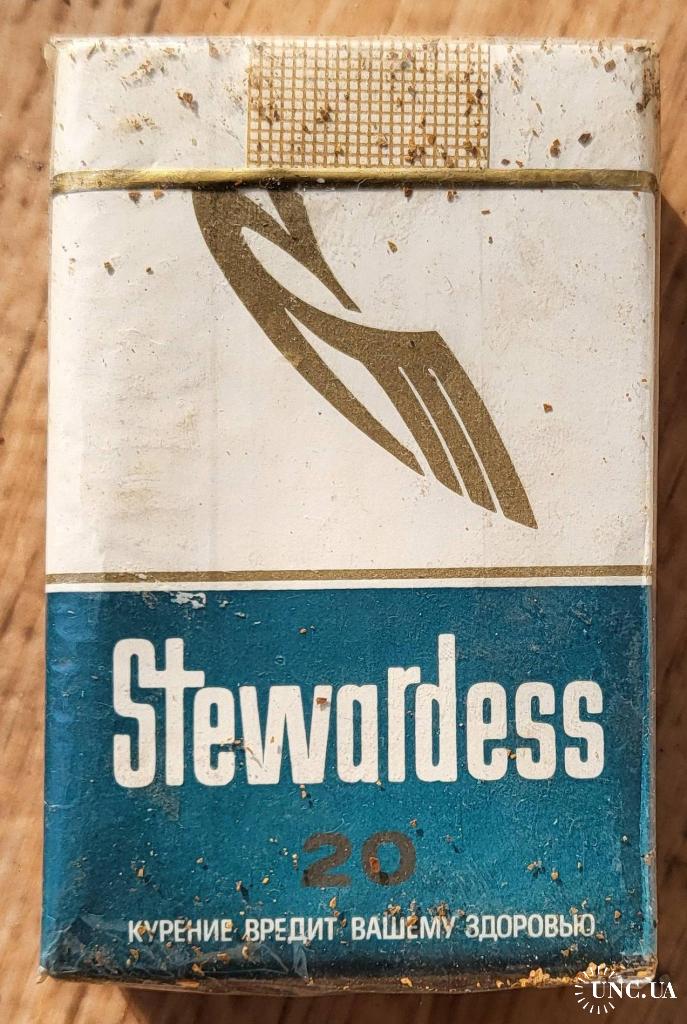 Stewardess
20
КУРЕНИЕ ВРЕДИТ ВАШЕМУ ЗДОРОВЬЮ
UNC.UA